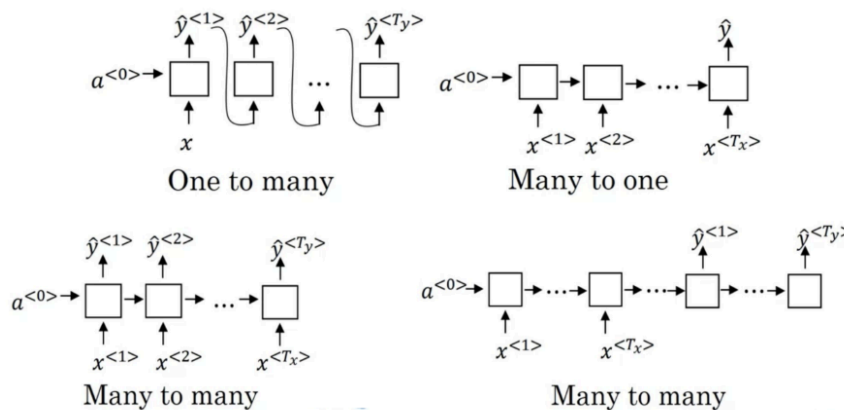 ŷ<1> ŷ<2> ŷ<Ty>
a<0> ...
x
One to many
ŷ
a<0> ...
x<1> x<2> x<Tx>
Many to one
ŷ<1> ŷ<2> ŷ<Ty>
a<0> ...
x<1> x<2> x<Tx>
Many to many
ŷ<1> ŷ<Ty>
a<0> ... ... ...
x<1> x<Tx>
Many to many